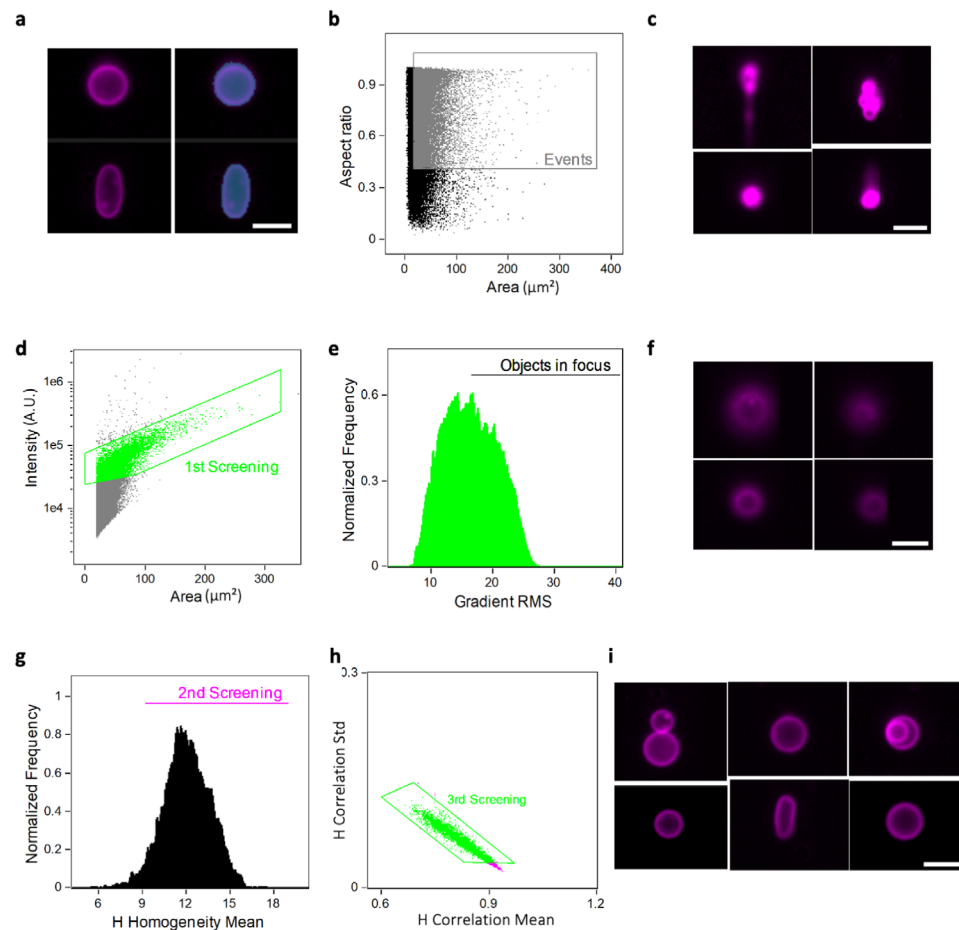 a
b
c
Aspect ratio
0.9
0.6
0.3
0
Events
0 100 200 300 400
Area (μm²)
d
e
f
Intensity (A.U.)
1e6
1e5
1e4
1st Screening
0 100 200 300
Area (μm²)
Normalized Frequency
0.6
0.3
0
Objects in focus
10 20 30 40
Gradient RMS
g
h
i
Normalized Frequency
1
0.8
0.6
0.4
0.2
0
2nd Screening
6 9 12 15 18
H Homogeneity Mean
H Correlation Std
0.3
0
3rd Screening
0.6 0.9 1.2
H Correlation Mean